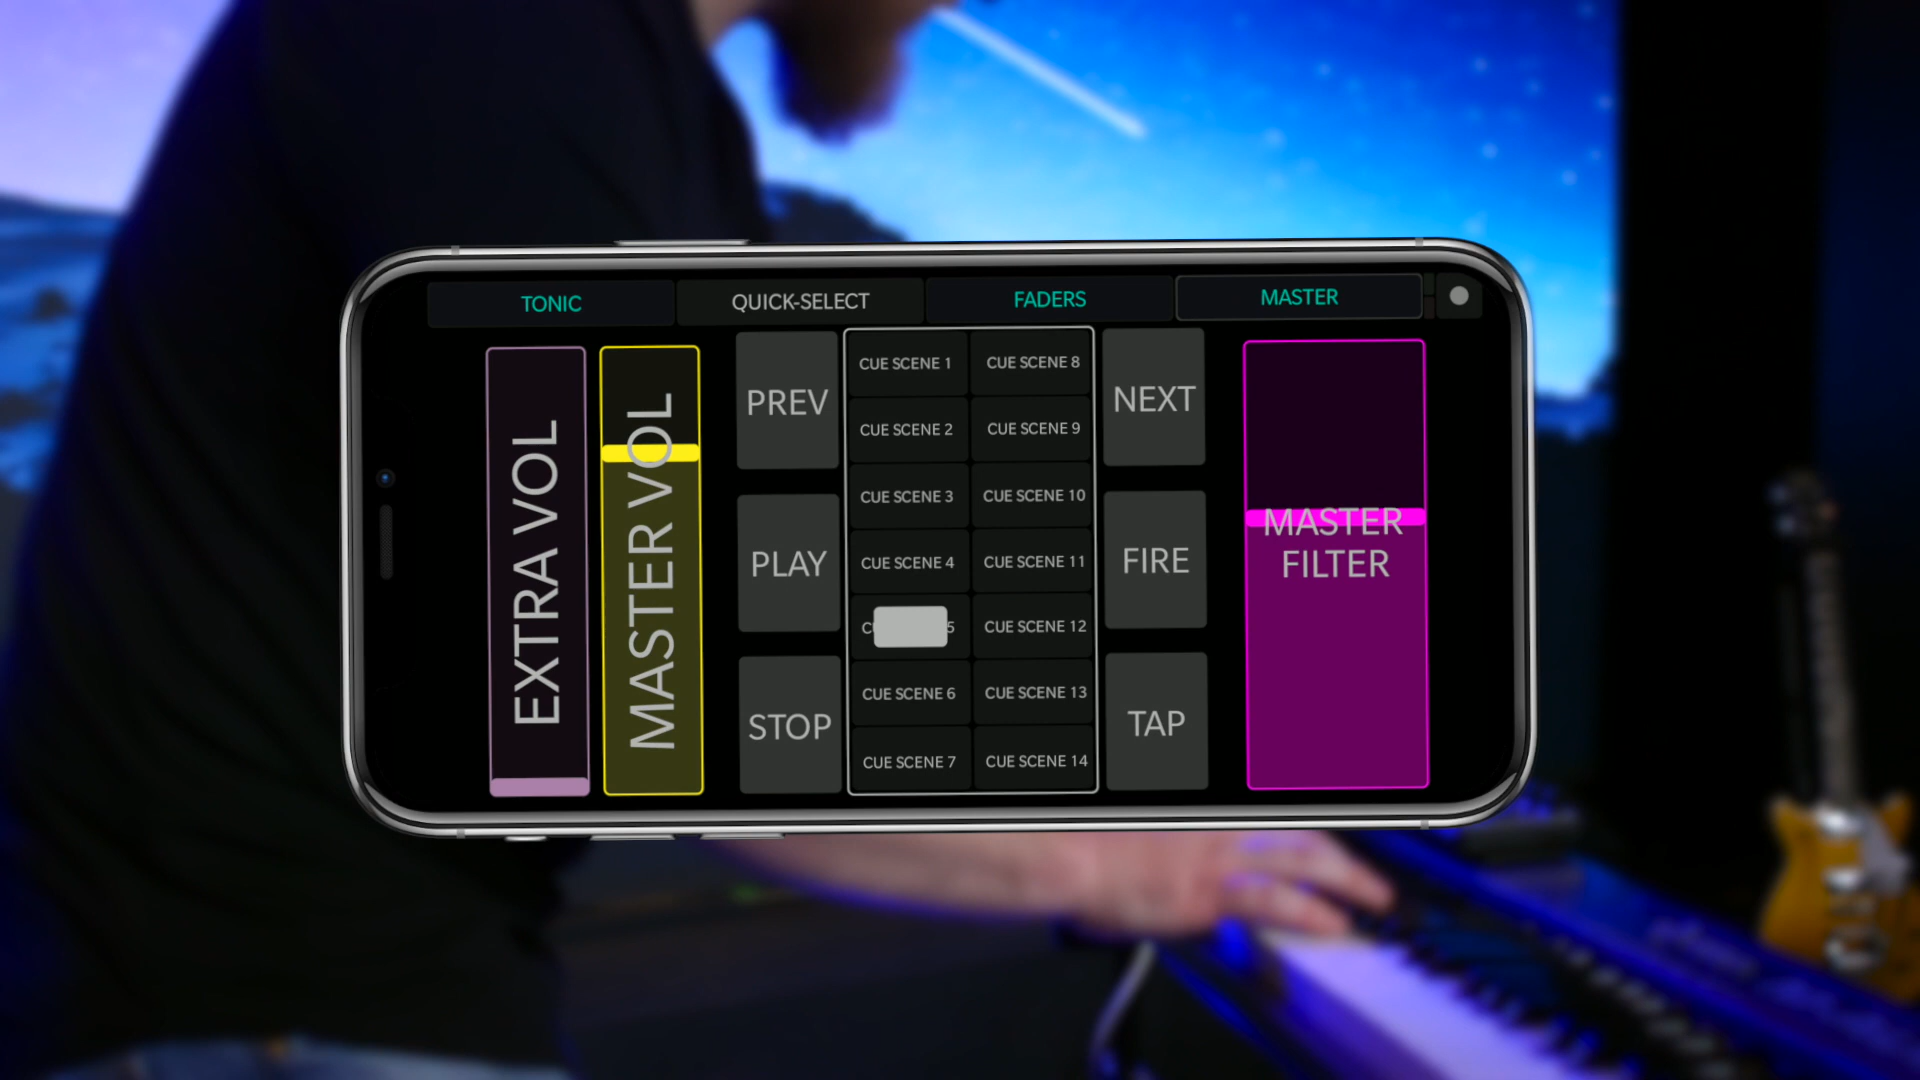 TONIC
QUICK-SELECT
FADERS
MASTER
EXTRA VOL
MASTER VOL
PREV
PLAY
STOP
CUE SCENE 1
CUE SCENE 2
CUE SCENE 3
CUE SCENE 4
5
CUE SCENE 6
CUE SCENE 7
CUE SCENE 8
CUE SCENE 9
CUE SCENE 10
CUE SCENE 11
CUE SCENE 12
CUE SCENE 13
CUE SCENE 14
NEXT
FIRE
TAP
MASTER
FILTER